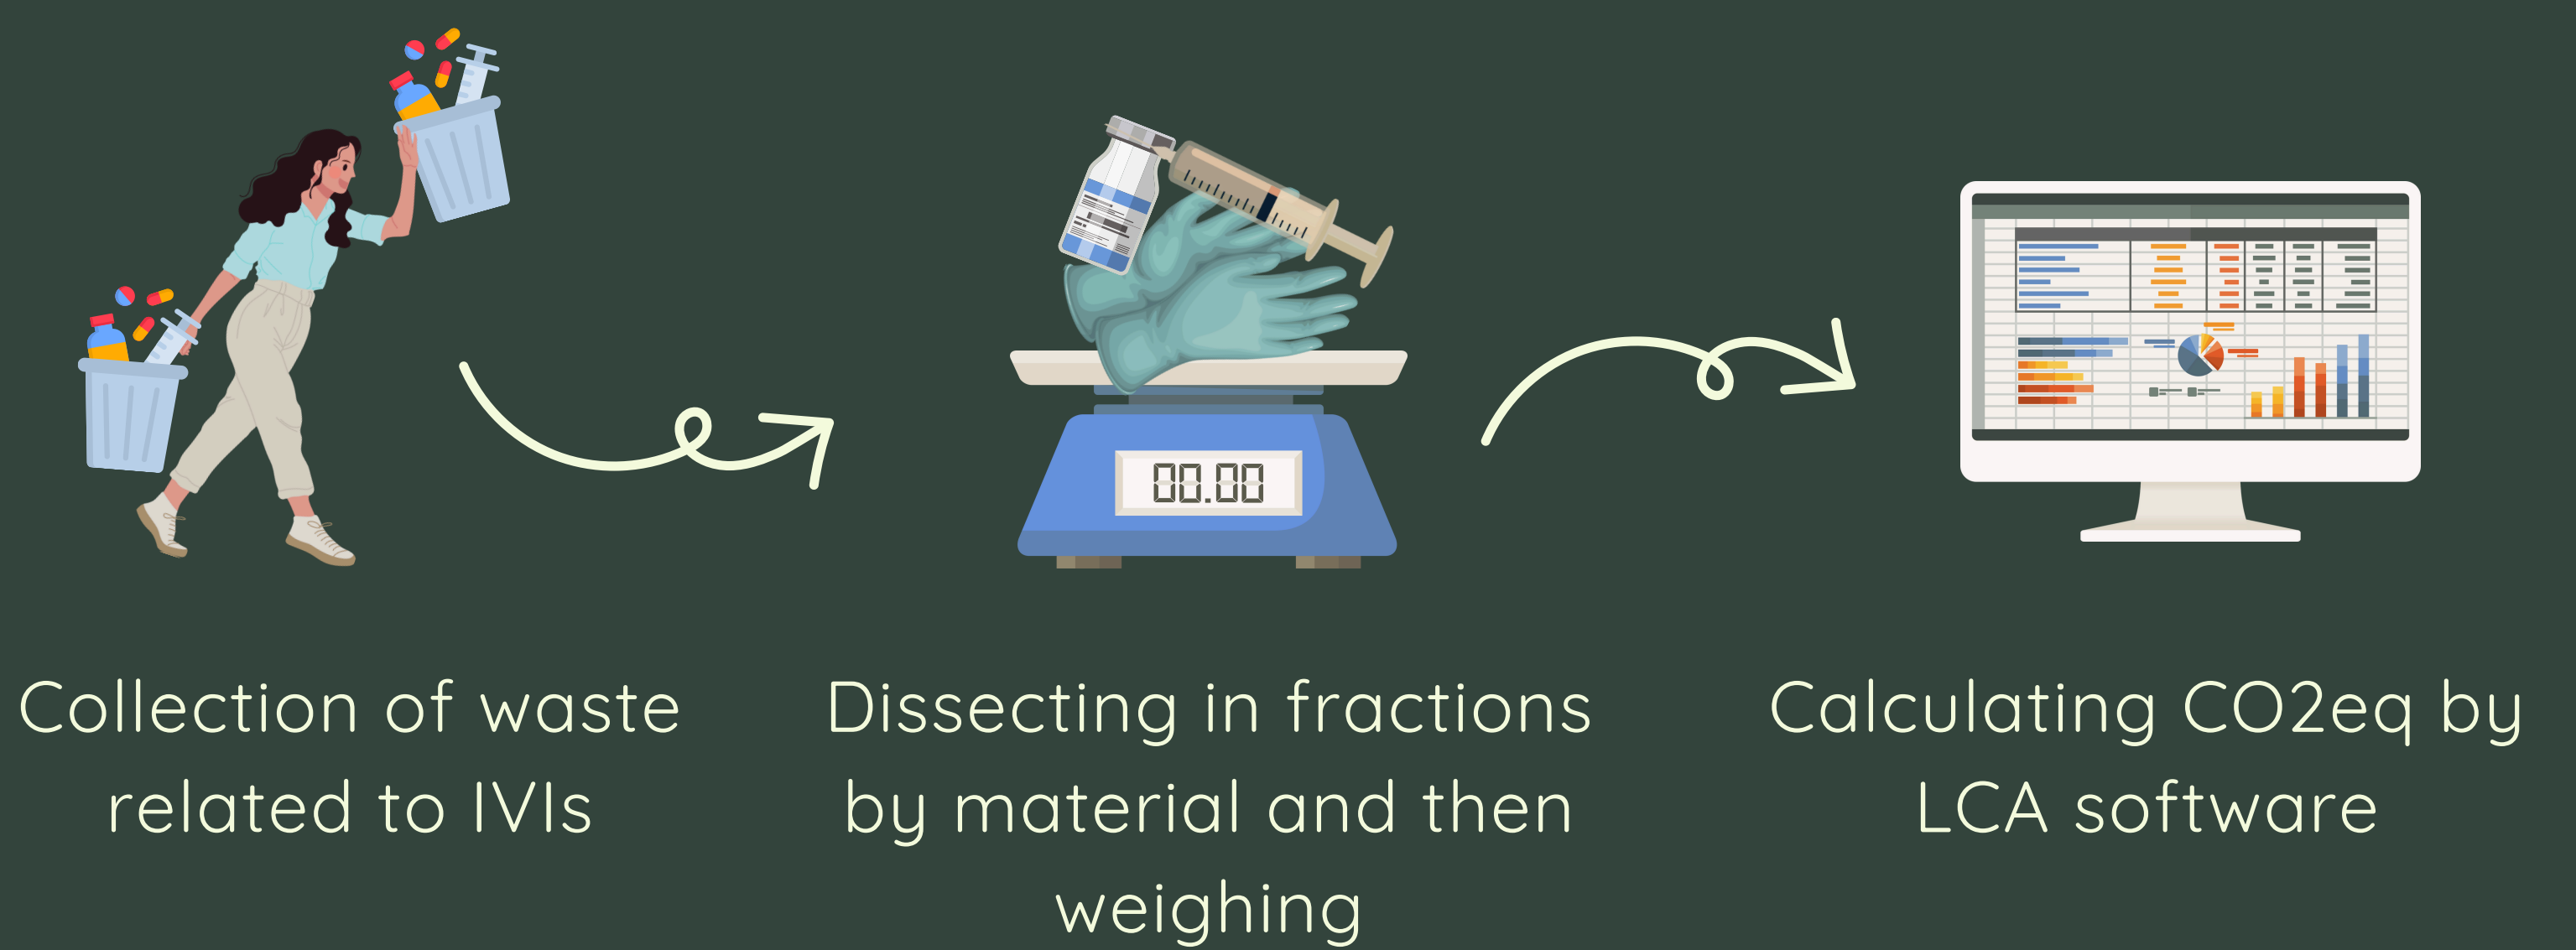 00.00
Collection of waste
related to IVIs
Dissecting in fractions
by material and then
weighing
Calculating CO2eq by
LCA software